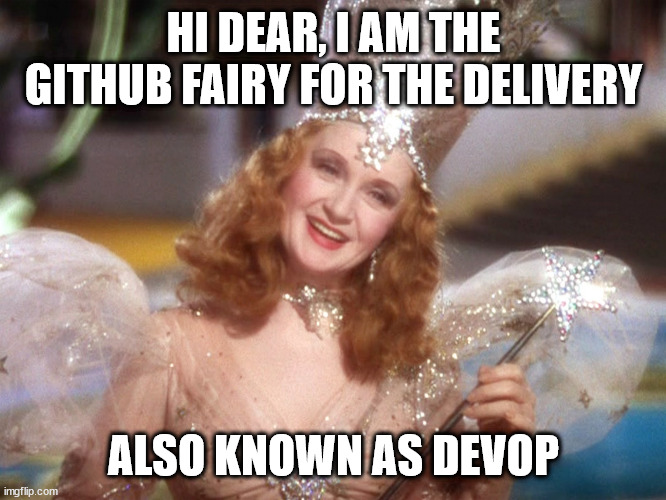 HI DEAR, I AM THE
GITHUB FAIRY FOR THE DELIVERY
ALSO KNOWN AS DEVOP
imgflip.com